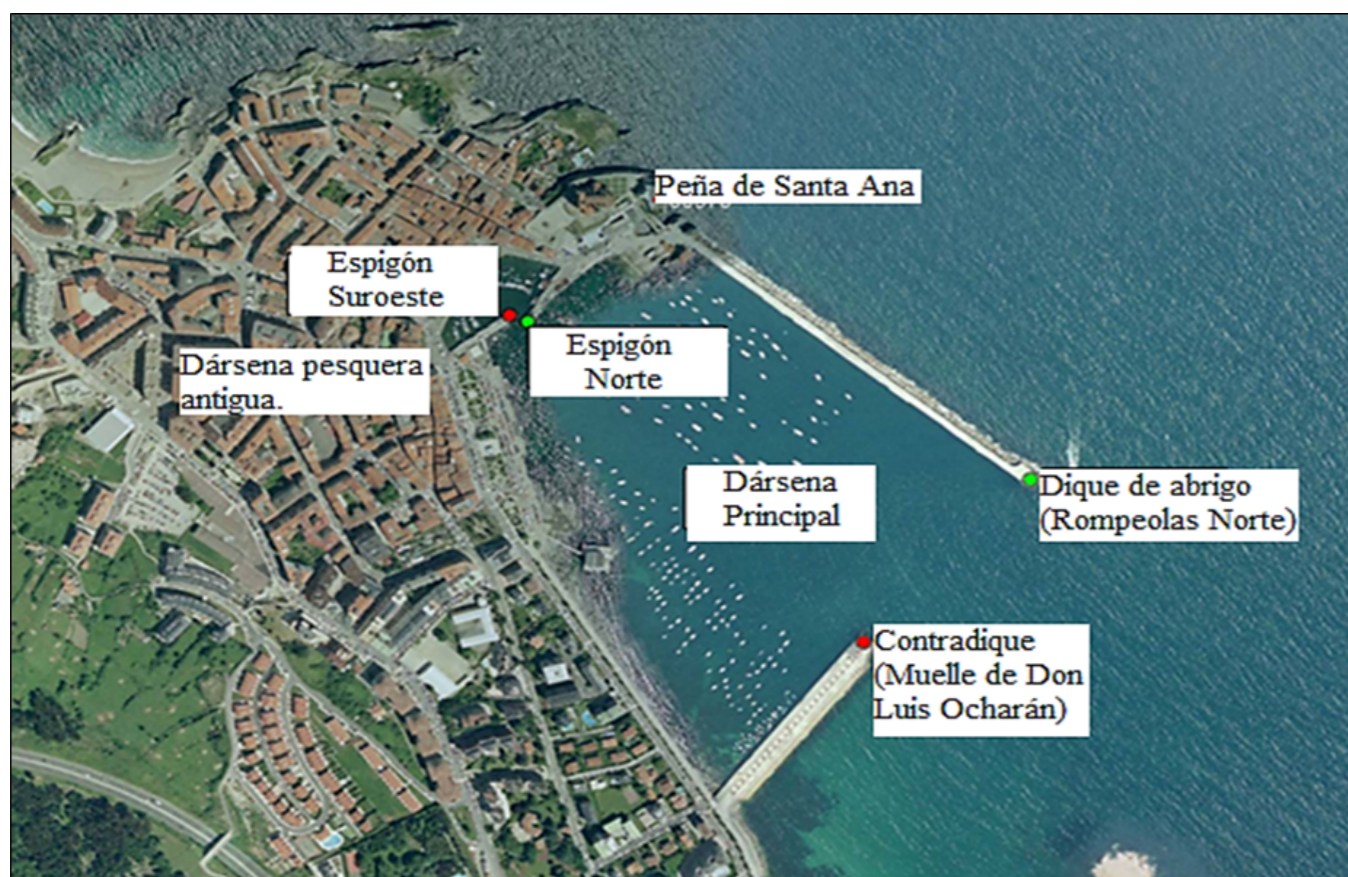 Peña de Santa Ana
Espigón
Suroeste
Espigón
Norte
Dársena pesquera
antigua.
Dársena
Principal
Dique de abrigo
(Rompeolas Norte)
Contradique
(Muelle de Don
Luis Ocharán)